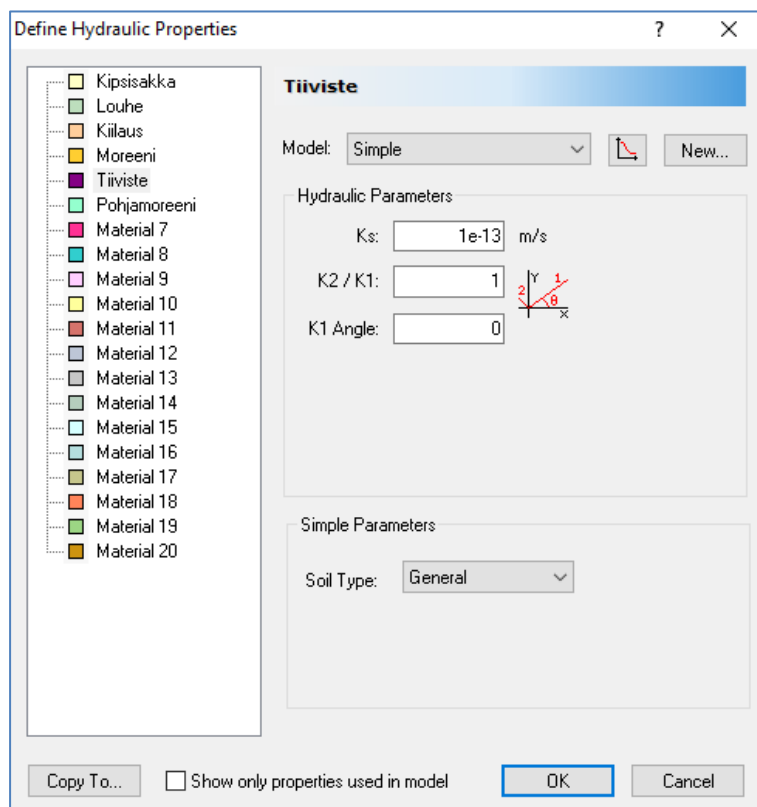 Define Hydraulic Properties
?
Kipsisakka
Louhe
Kiilaus
Moreeni
Tiiviste
Pohjamoreeni
Material 7
Material 8
Material 9
Material 10
Material 11
Material 12
Material 13
Material 14
Material 15
Material 16
Material 17
Material 18
Material 19
Material 20
Tiiviste
Model: Simple New...
Hydraulic Parameters
Ks: 1e-13 m/s
K2 / K1: 1
K1 Angle: 0
Y 1
2 θ
X
Simple Parameters
Soil Type: General
Copy To... Show only properties used in model OK Cancel